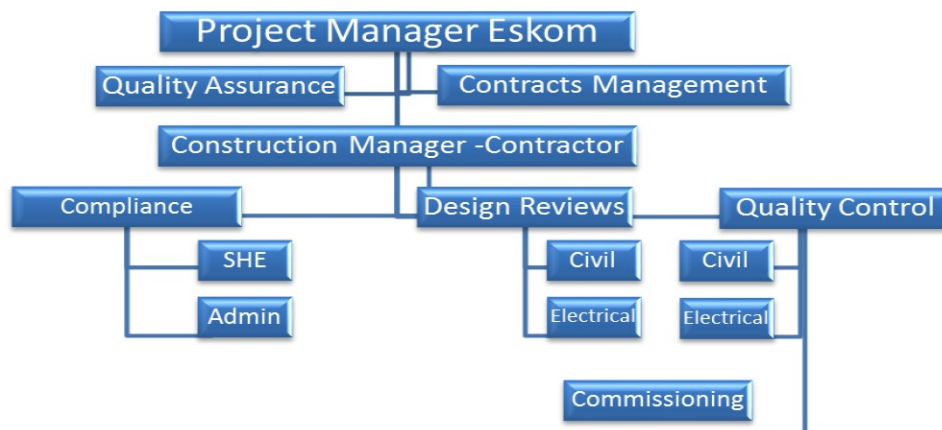 Project Manager Eskom
Quality Assurance
Contracts Management
Construction Manager -Contractor
Compliance
Design Reviews
Quality Control
SHE
Civil
Civil
Admin
Electrical
Electrical
Commissioning